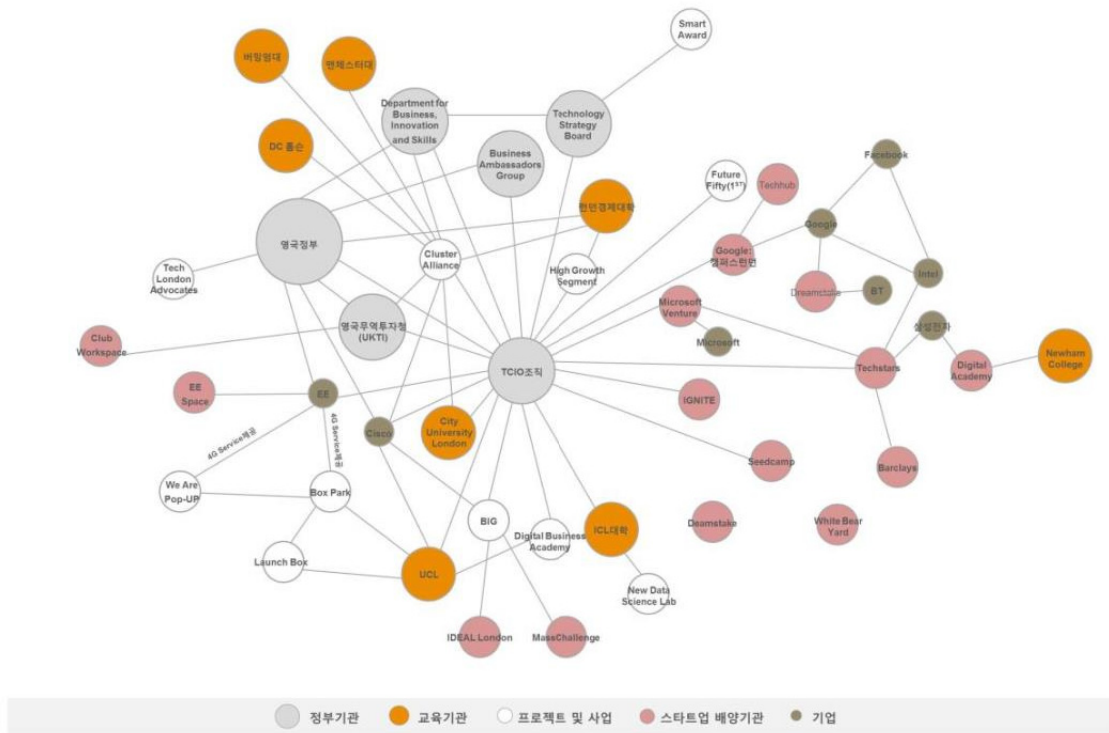 Smart
Award
버밍엄대
맨체스터대
Department for
Business,
Innovation
and Skills
Technology
Strategy
Board
DC 톰슨
Business
Ambassadors
Group
Facebook
Future
Fifty(1ST)
Techhub
런던경제대학
Google
영국정부
Cluster
Alliance
Google:
캠퍼스런던
Tech
London
Advocates
High Growth
Segment
Intel
Dreamstake
BT
Microsoft
Venture
영국무역투자청
(UKTI)
삼성전자
Club
Workspace
Microsoft
TCIO조직
Techstars
Digital
Academy
Newham
College
EE
Space
EE
IGNITE
4G Service제공
4G Service제공
Cisco
City
University
London
Seedcamp
Barclays
We Are
Pop-UP
Box Park
BIG
Digital Business
Academy
ICL대학
Deamstake
White Bear
Yard
Launch Box
UCL
New Data
Science Lab
IDEAL London
MassChallenge
정부기관
교육기관
프로젝트 및 사업
스타트업 배양기관
기업